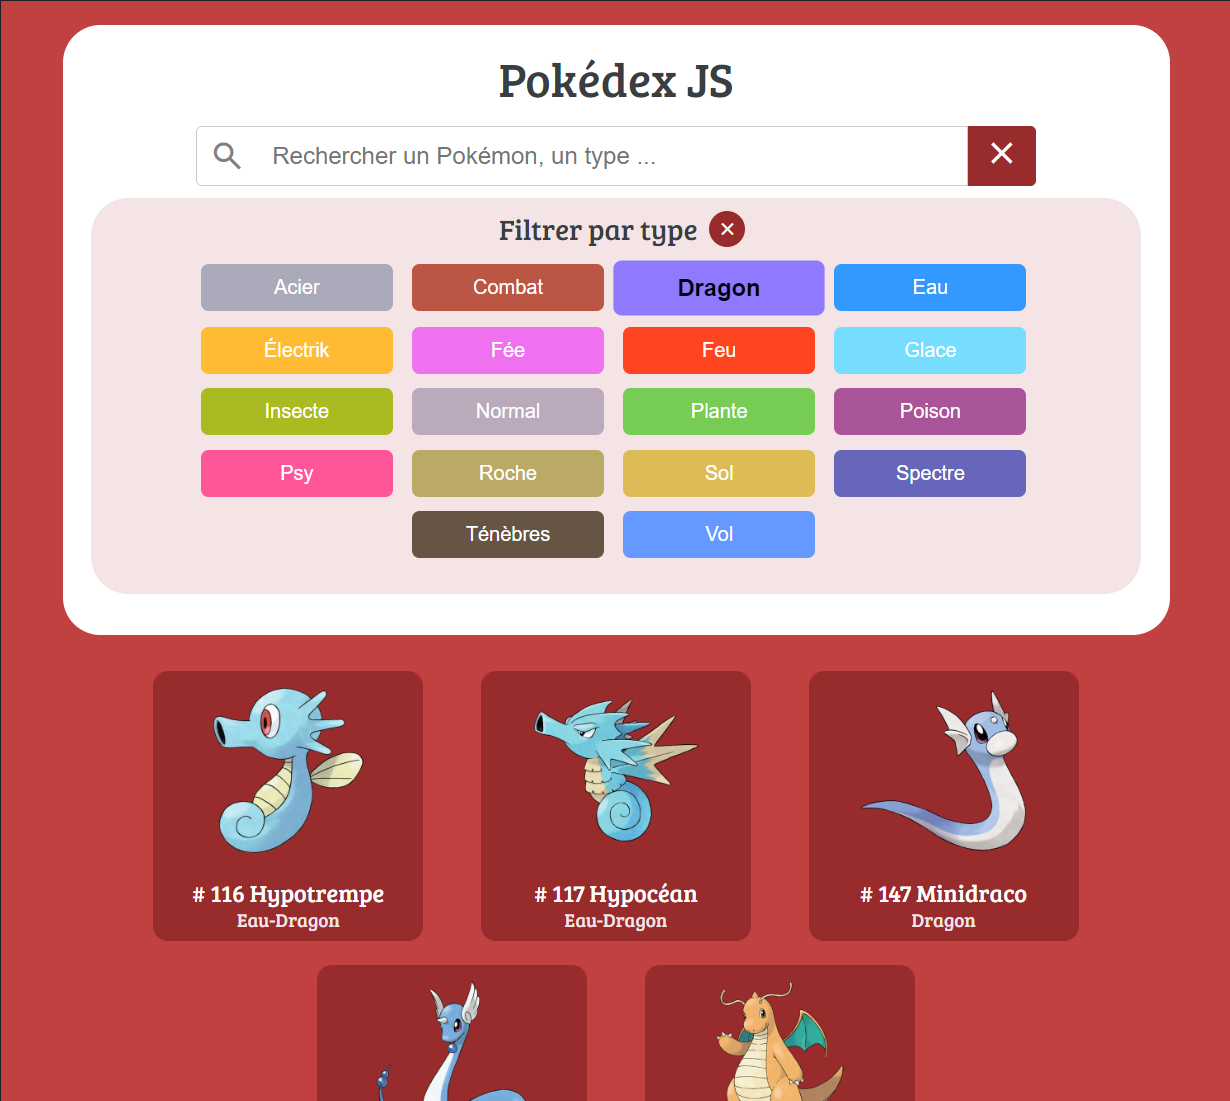 Pokédex JS
Rechercher un Pokémon, un type ...
Filtrer par type
Acier Combat Dragon Eau
Électrik Fée Feu Glace
Insecte Normal Plante Poison
Psy Roche Sol Spectre
Ténèbres Vol
# 116 Hypotrempe
Eau-Dragon
# 117 Hypocéan
Eau-Dragon
# 147 Minidraco
Dragon